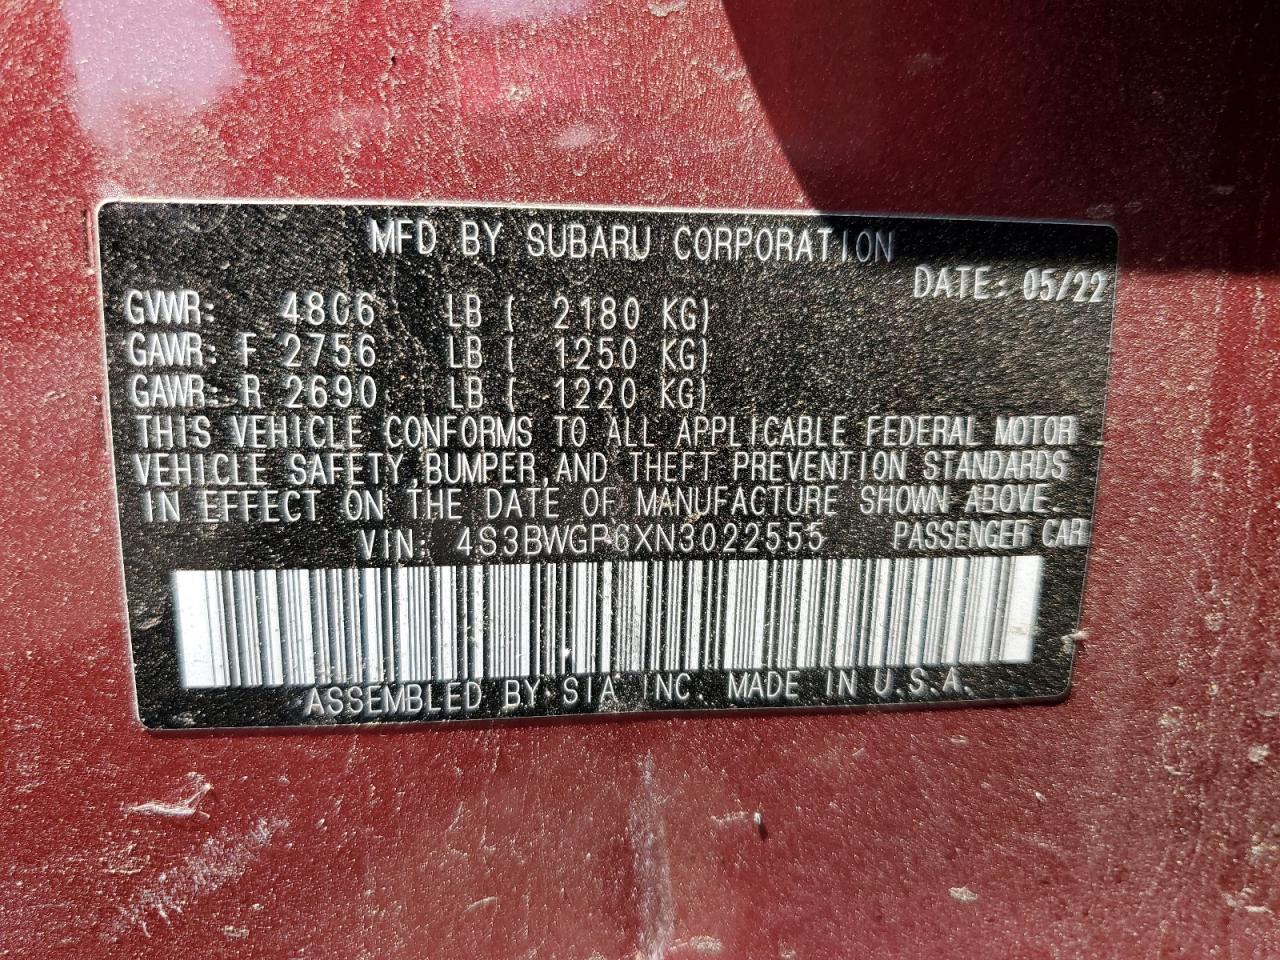 MFD BY SUBARU CORPORATION
DATE: 05/22
GVWR: 4806 LB ( 2180 KG)
GAWR: F 2756 LB ( 1250 KG)
GAWR: R 2690 LB ( 1220 KG)
THIS VEHICLE CONFORMS TO ALL APPLICABLE FEDERAL MOTOR
VEHICLE SAFETY,BUMPER,AND THEFT PREVENTION STANDARDS
IN EFFECT ON THE DATE OF MANUFACTURE SHOWN ABOVE.
VIN: 4S3BWGP6XN3022555 PASSENGER CAR
ASSEMBLED BY SIA INC. MADE IN U.S.A.